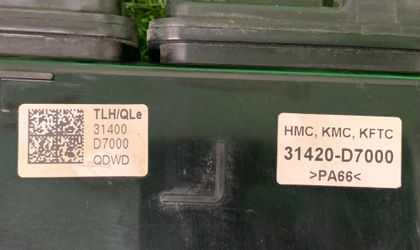 TLH/QLe
31400
D7000
QDWD
HMC, KMC, KFTC
31420-D7000
>PA66<